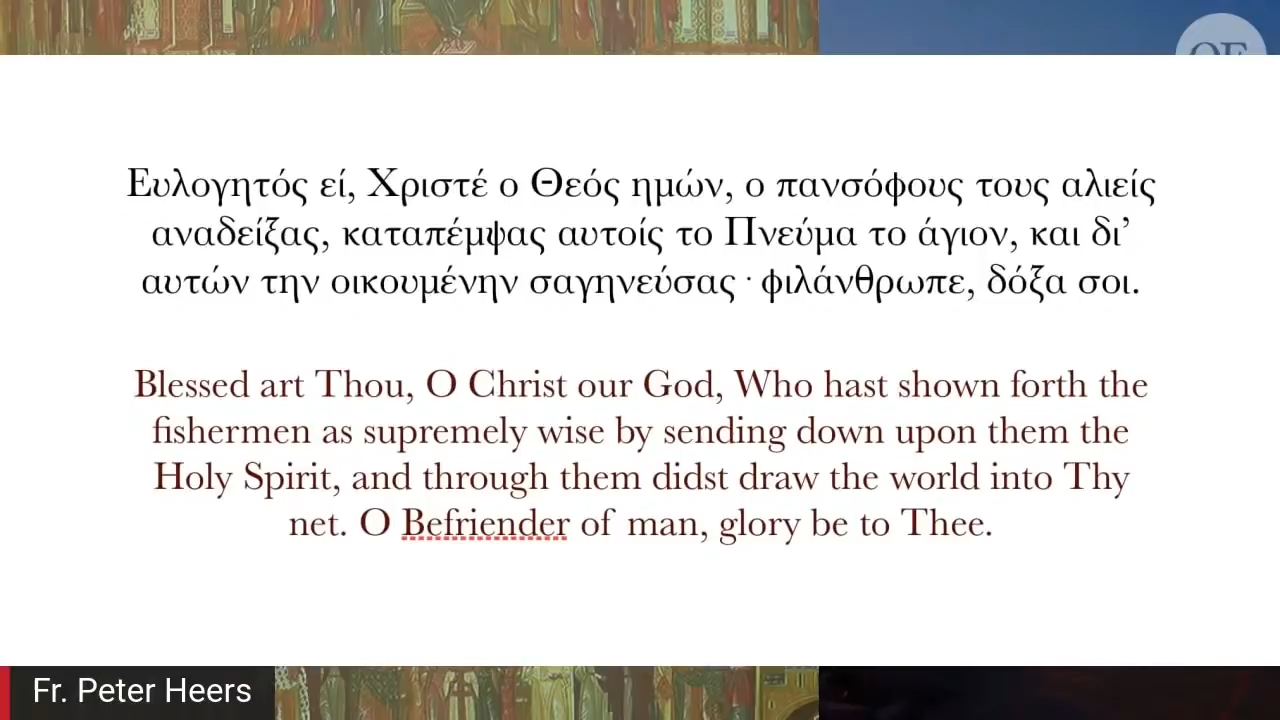 Ευλογητός εί, Χριστέ ο Θεός ημών, ο πανσόφους τους αλιείς
αναδείξας, καταπέμψας αυτοίς το Πνεύμα το άγιον, και δι’
αυτών την οικουμένην σαγηνεύσας · φιλάνθρωπε, δόξα σοι.
Blessed art Thou, O Christ our God, Who hast shown forth the
fishermen as supremely wise by sending down upon them the
Holy Spirit, and through them didst draw the world into Thy
net. O Befriender of man, glory be to Thee.
Fr. Peter Heers